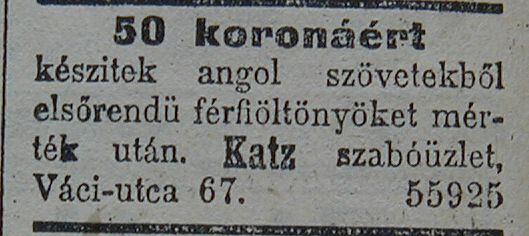 50 koronáért
készitek angol szövetekből
elsőrendü férfiöltönyöket mér-
ték után. Katz szabóüzlet,
Váci-utca 67. 55925